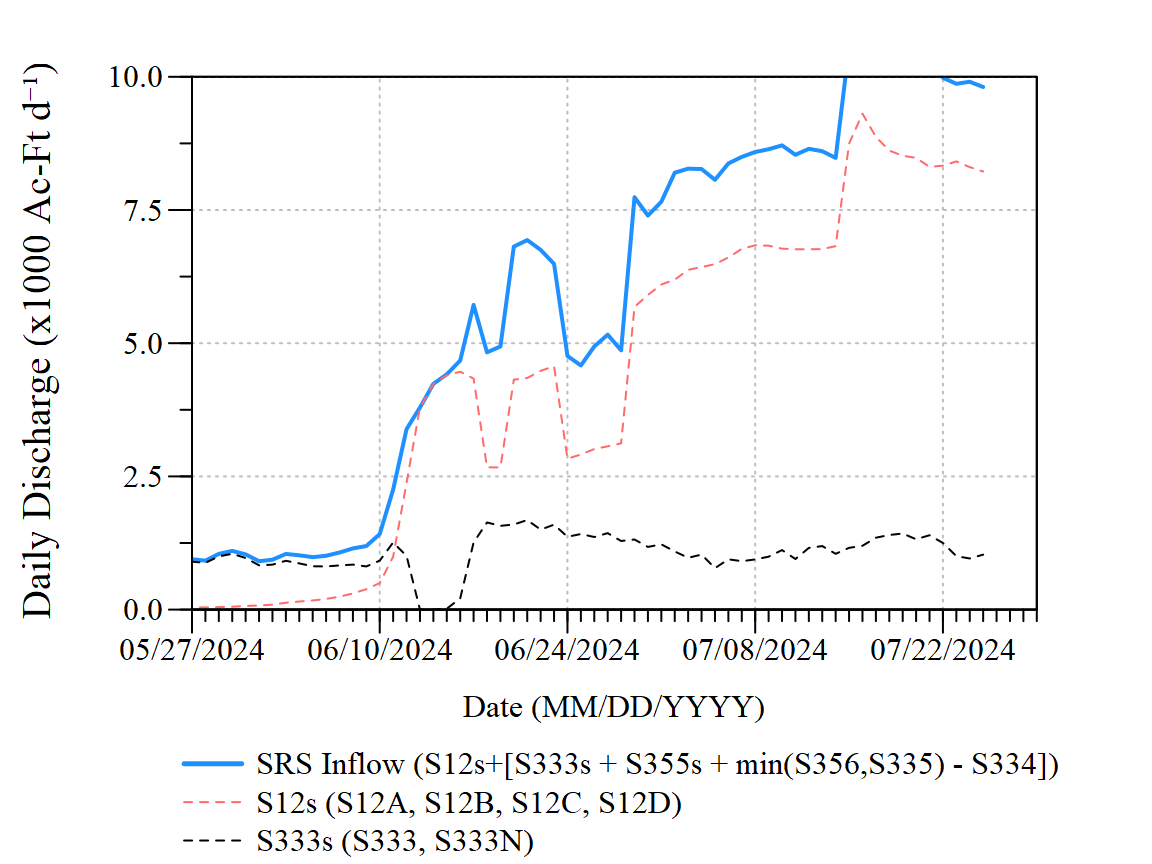 Daily Discharge (x1000 Ac-Ft d⁻¹)
10.0
7.5
5.0
2.5
0.0
05/27/2024 06/10/2024 06/24/2024 07/08/2024 07/22/2024
Date (MM/DD/YYYY)
SRS Inflow (S12s+[S333s + S355s + min(S356,S335) - S334])
S12s (S12A, S12B, S12C, S12D)
S333s (S333, S333N)